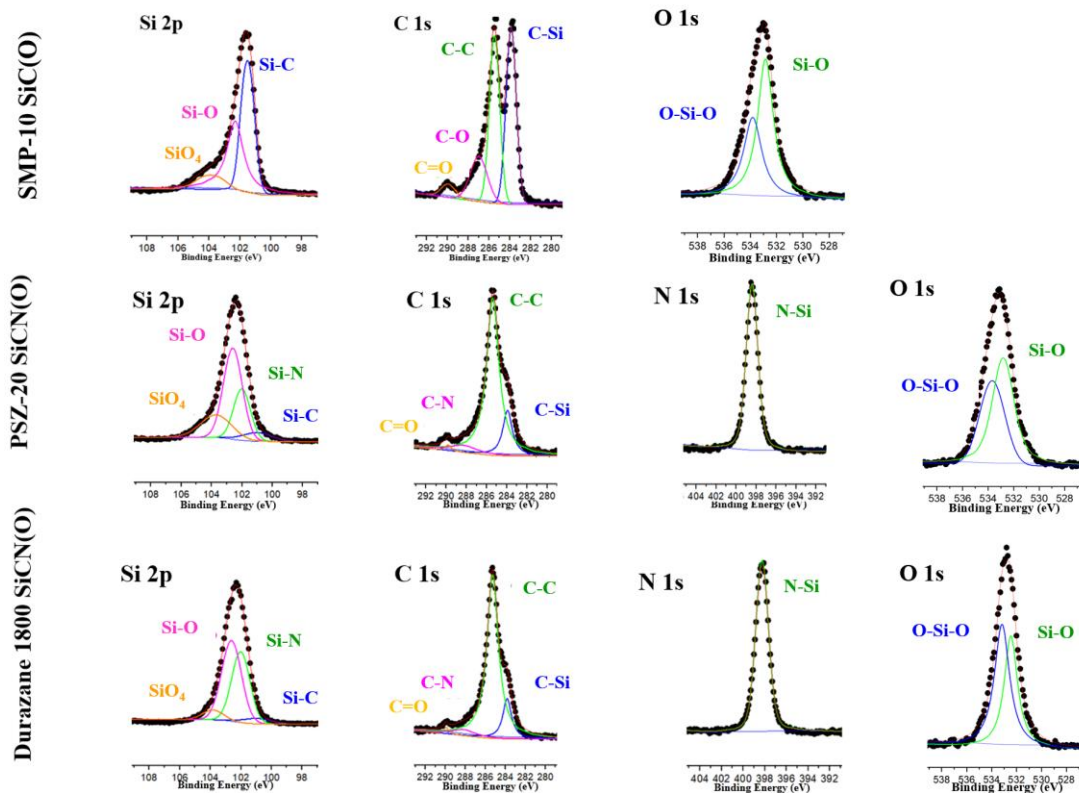 SMP-10 SiC(O)
Si 2p
Si-C
Si-O
SiO4
108 106 104 102 100 98
Binding Energy (eV)
C 1s
C-C
C-Si
C-O
C=O
292 290 288 286 284 282 280
Binding Energy (eV)
O 1s
Si-O
O-Si-O
538 536 534 532 530 528
Binding Energy (eV)
PSZ-20 SiCN(O)
Si 2p
Si-O
Si-N
SiO4
Si-C
108 106 104 102 100 98
Binding Energy (eV)
C 1s
C-C
C-N
C-Si
C=O
292 290 288 286 284 282 280
Binding Energy (eV)
N 1s
N-Si
404 402 400 398 396 394 392
Binding Energy (eV)
O 1s
Si-O
O-Si-O
538 536 534 532 530 528
Binding Energy (eV)
Durazane 1800 SiCN(O)
Si 2p
Si-O
Si-N
SiO4
Si-C
108 106 104 102 100 98
Binding Energy (eV)
C 1s
C-C
C-N
C-Si
C=O
292 290 288 286 284 282 280
Binding Energy (eV)
N 1s
N-Si
404 402 400 398 396 394 392
Binding Energy (eV)
O 1s
O-Si-O
Si-O
538 536 534 532 530 528
Binding Energy (eV)